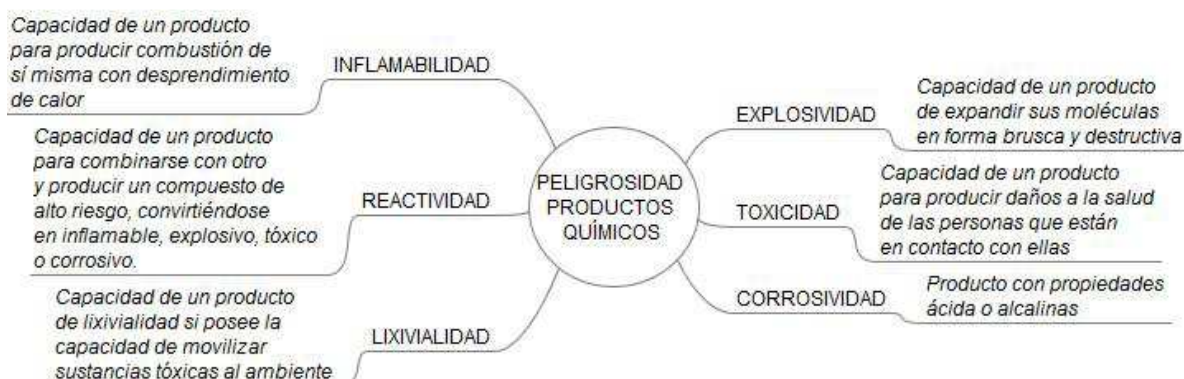 Capacidad de un producto
para producir combustión de
sí misma con desprendimiento
de calor
INFLAMABILIDAD
Capacidad de un producto
para combinarse con otro
y producir un compuesto de
alto riesgo, convirtiéndose
en inflamable, explosivo, tóxico
o corrosivo.
REACTIVIDAD
Capacidad de un producto
de lixivialidad si posee la
capacidad de movilizar
sustancias tóxicas al ambiente
LIXIVIALIDAD
PELIGROSIDAD
PRODUCTOS
QUÍMICOS
EXPLOSIVIDAD
Capacidad de un producto
de expandir sus moléculas
en forma brusca y destructiva
TOXICIDAD
Capacidad de un producto
para producir daños a la salud
de las personas que están
en contacto con ellas
CORROSIVIDAD
Producto con propiedades
ácida o alcalinas